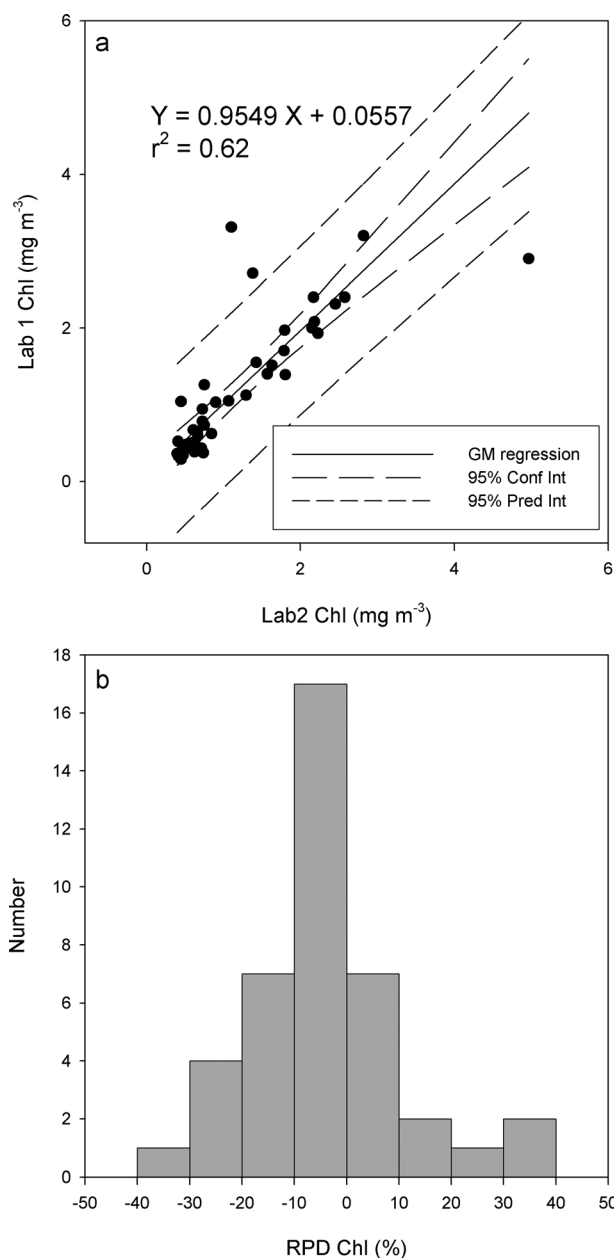 a
Y = 0.9549 X + 0.0557
r² = 0.62
Lab 1 Chl (mg m⁻³)
6
4
2
0
GM regression
95% Conf Int
95% Pred Int
0 2 4 6
Lab2 Chl (mg m⁻³)
b
Number
18
16
14
12
10
8
6
4
2
0
-50 -40 -30 -20 -10 0 10 20 30 40 50
RPD Chl (%)